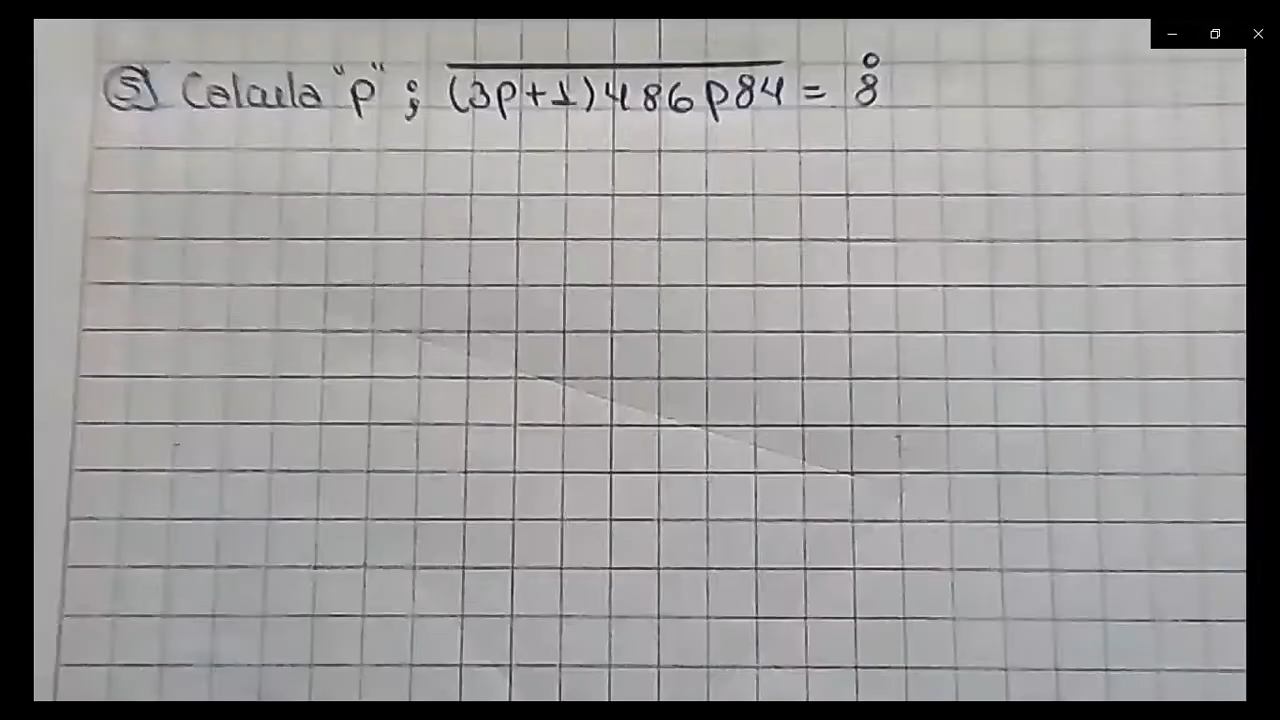 5) Calcula "p" ; (3p+1)486p84 = 8°